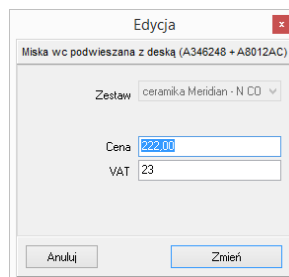 Edycja
x
Miska wc podwieszana z deską (A346248 + A8012AC)
Zestaw ceramika Meridian - N CO
Cena 222,00
VAT 23
Anuluj Zmień